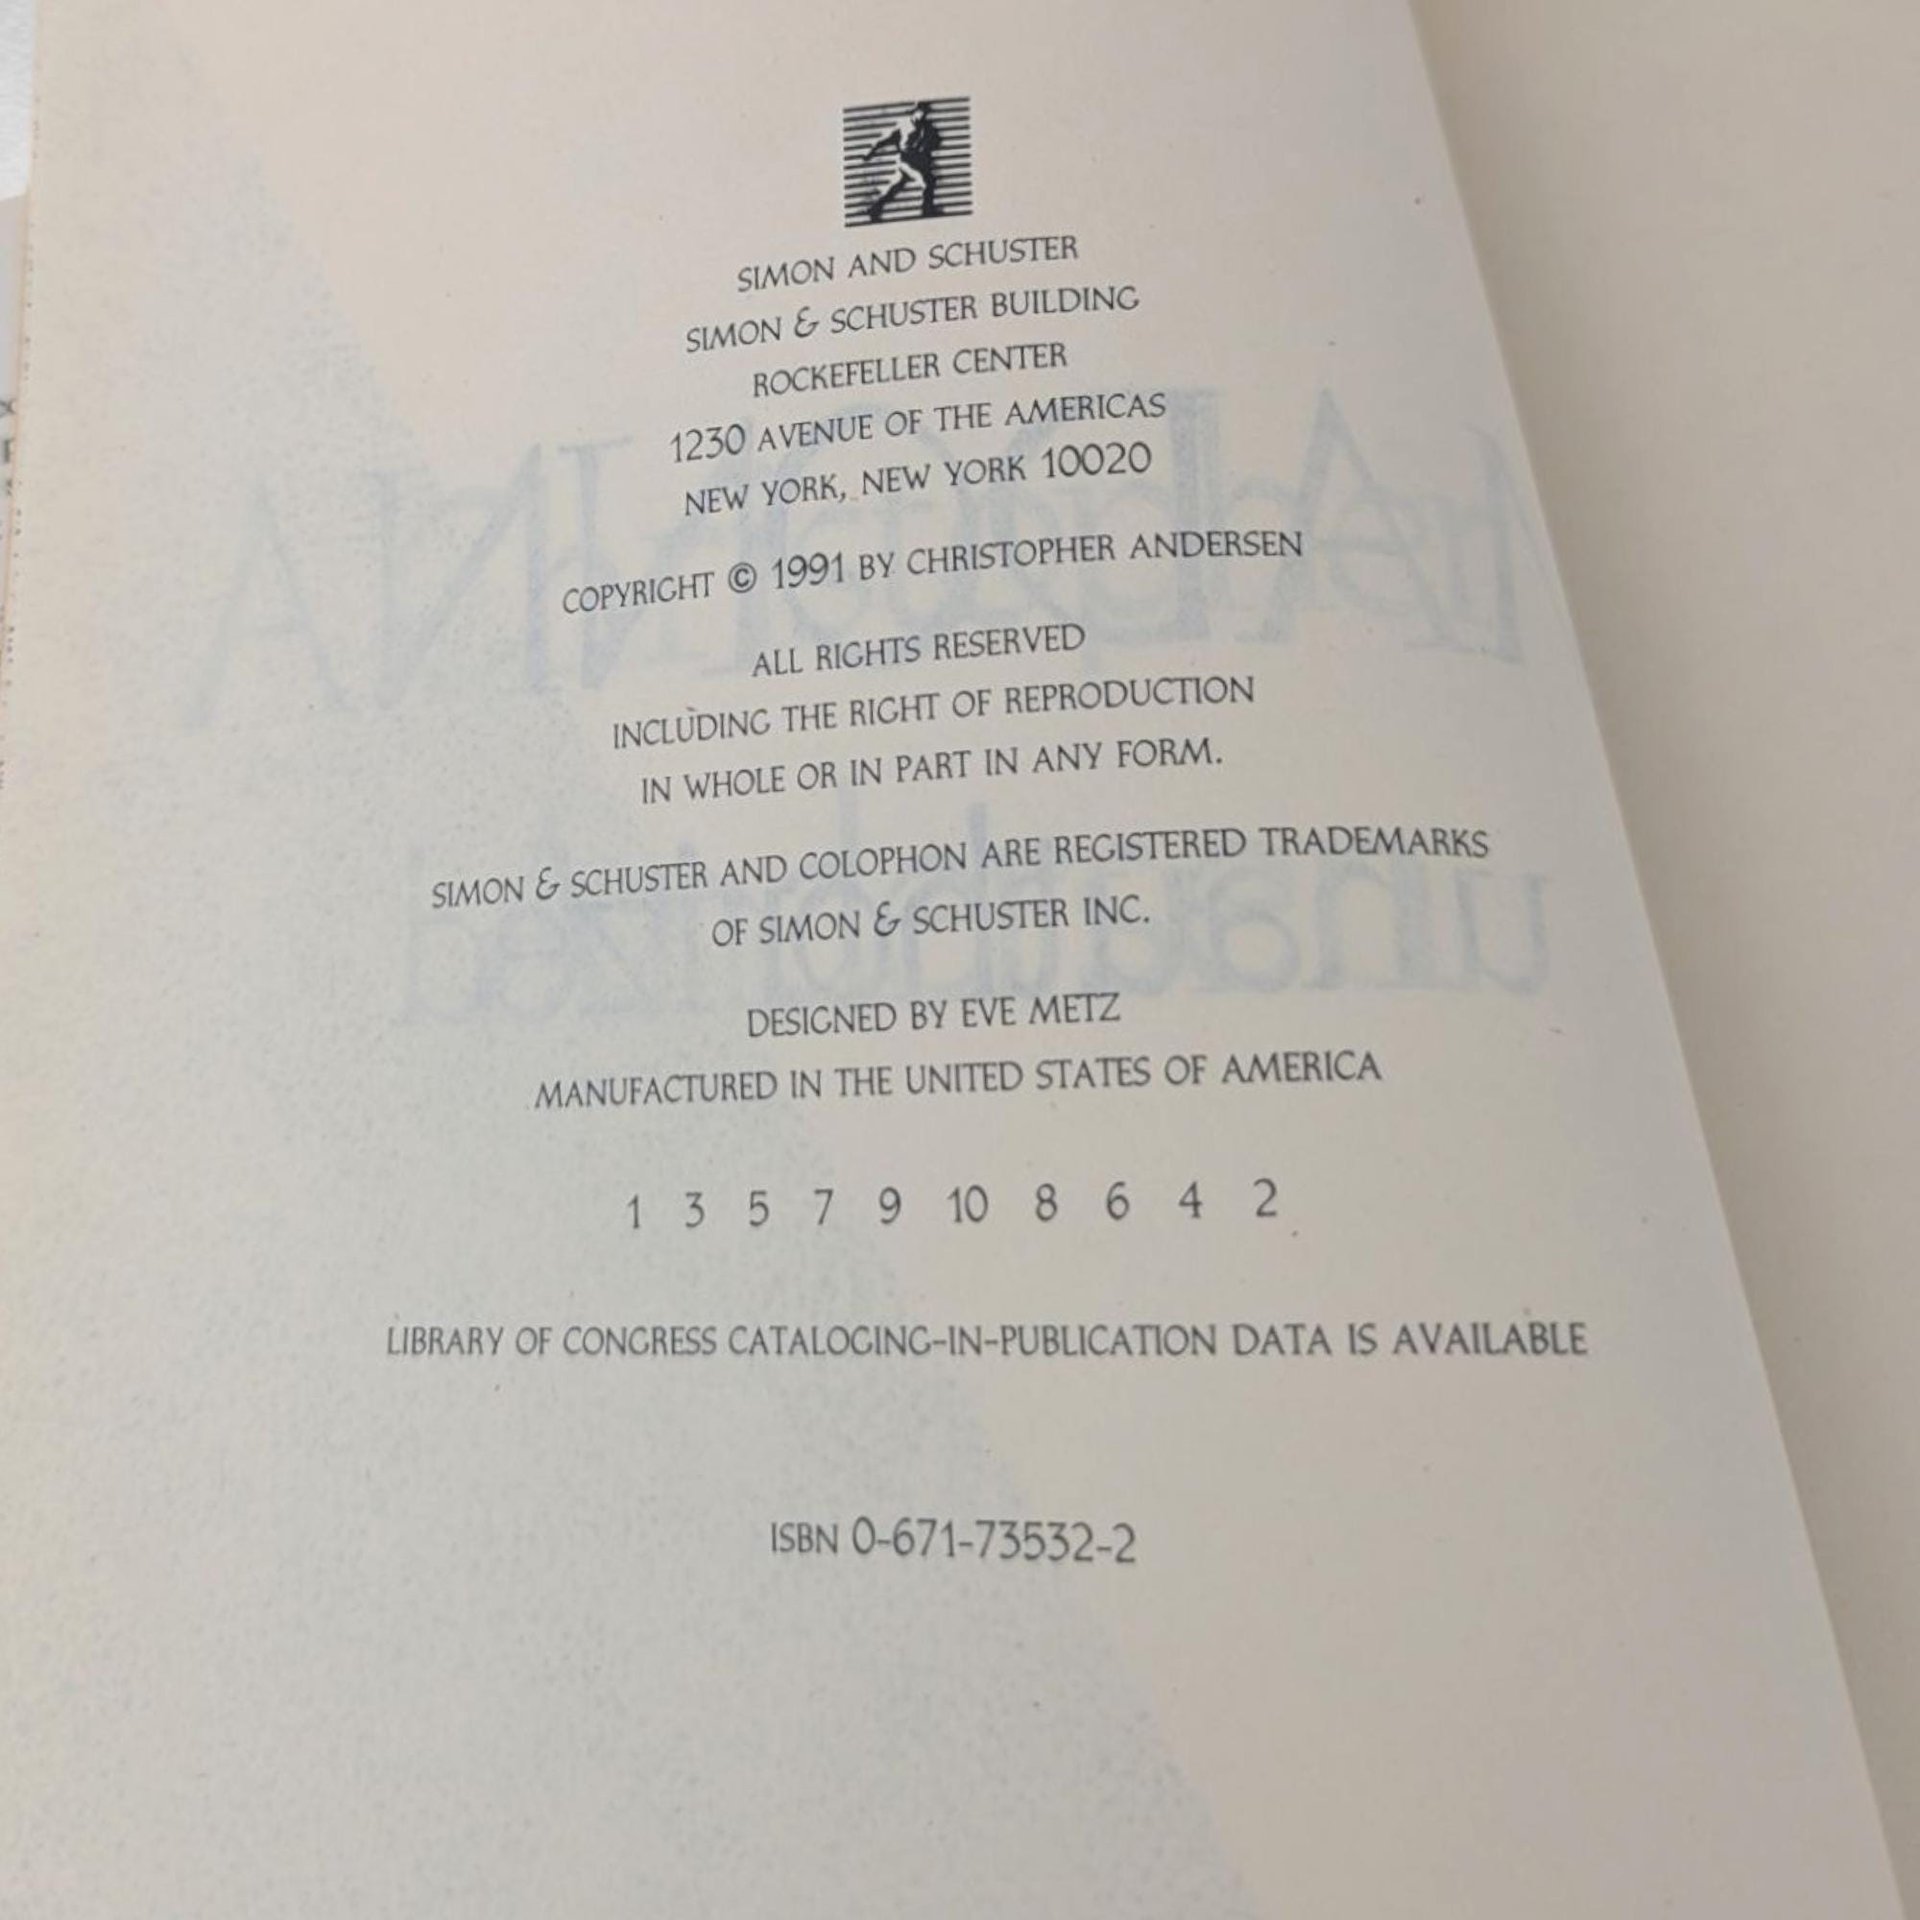 SIMON AND SCHUSTER
SIMON & SCHUSTER BUILDING
ROCKEFELLER CENTER
1230 AVENUE OF THE AMERICAS
NEW YORK, NEW YORK 10020
COPYRIGHT © 1991 BY CHRISTOPHER ANDERSEN
ALL RIGHTS RESERVED
INCLUDING THE RIGHT OF REPRODUCTION
IN WHOLE OR IN PART IN ANY FORM.
SIMON & SCHUSTER AND COLOPHON ARE REGISTERED TRADEMARKS
OF SIMON & SCHUSTER INC.
DESIGNED BY EVE METZ
MANUFACTURED IN THE UNITED STATES OF AMERICA
1 3 5 7 9 10 8 6 4 2
LIBRARY OF CONGRESS CATALOGING-IN-PUBLICATION DATA IS AVAILABLE
ISBN 0-671-73532-2